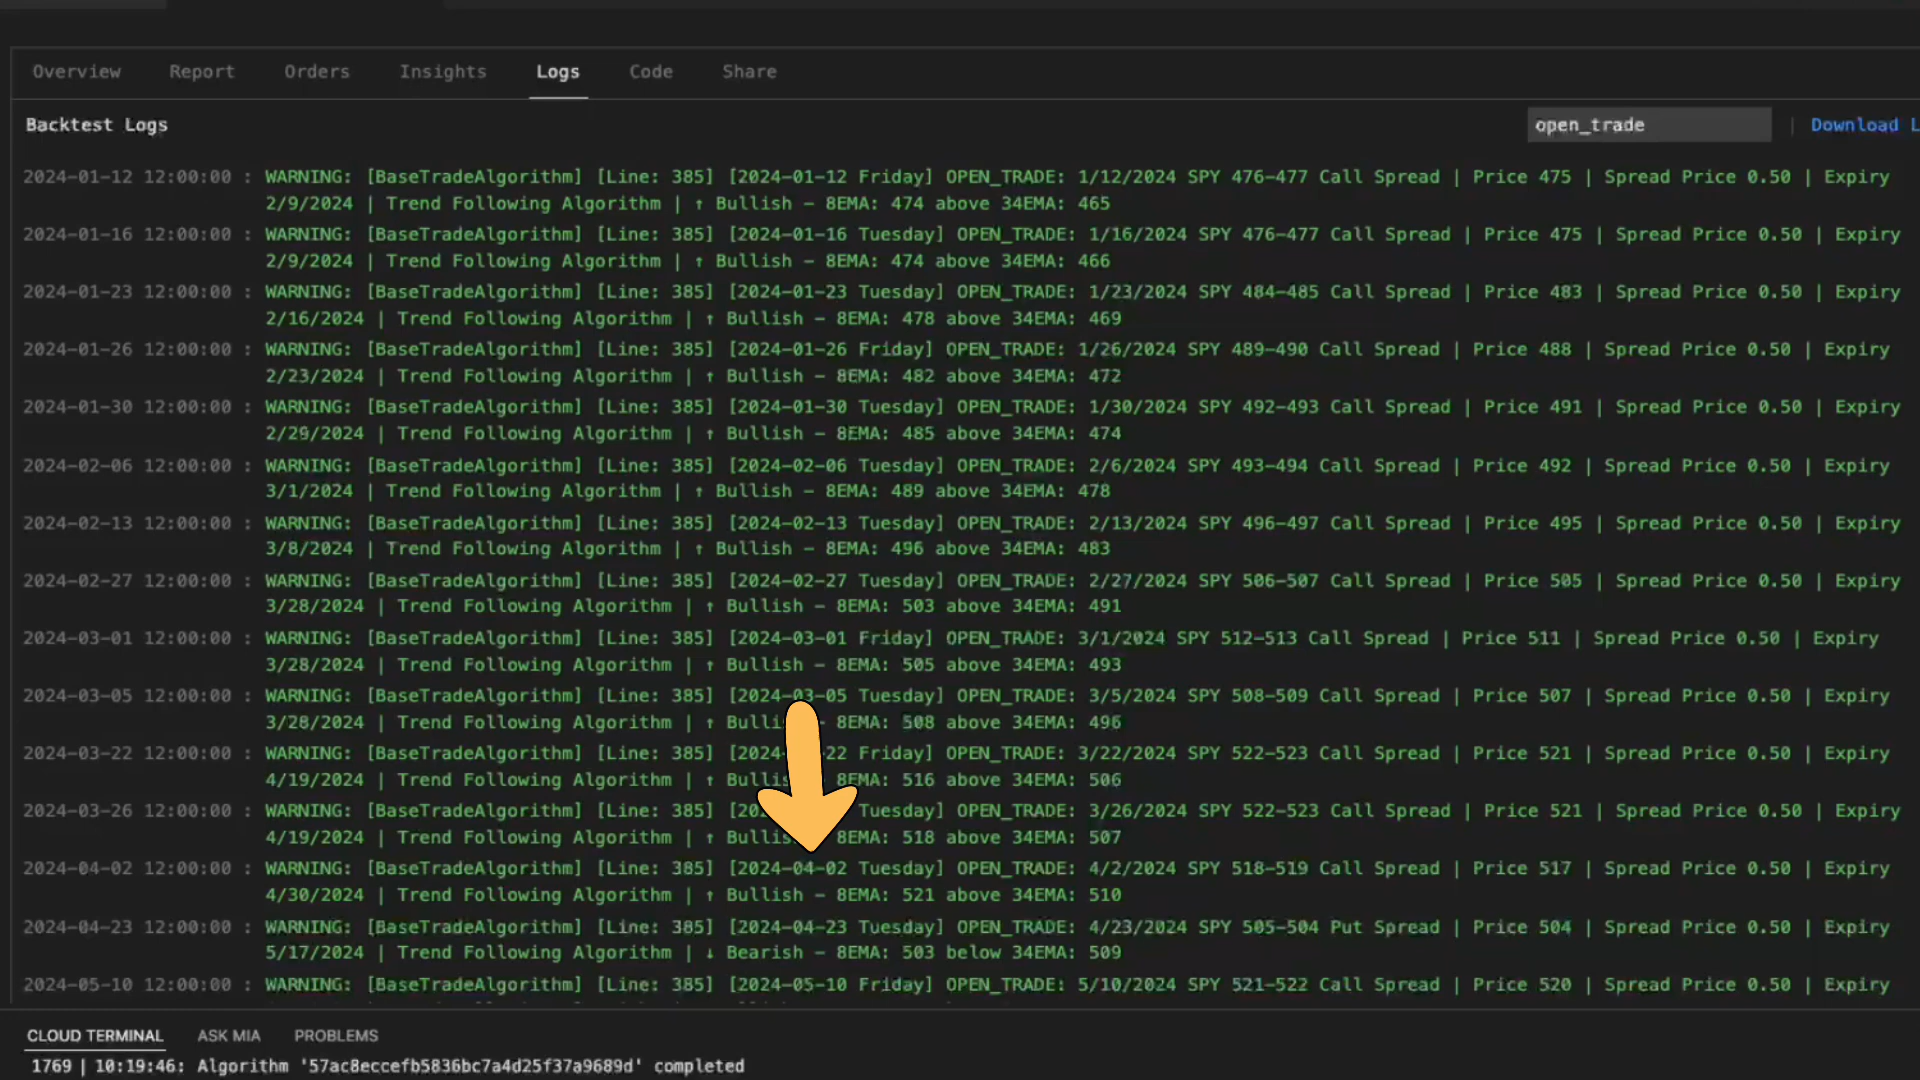 Overview Report Orders Insights Logs Code Share
Backtest Logs open_trade | Download L
2024-01-12 12:00:00 : WARNING: [BaseTradeAlgorithm] [Line: 385] [2024-01-12 Friday] OPEN_TRADE: 1/12/2024 SPY 476-477 Call Spread | Price 475 | Spread Price 0.50 | Expiry
2/9/2024 | Trend Following Algorithm | ↑ Bullish - 8EMA: 474 above 34EMA: 465
2024-01-16 12:00:00 : WARNING: [BaseTradeAlgorithm] [Line: 385] [2024-01-16 Tuesday] OPEN_TRADE: 1/16/2024 SPY 476-477 Call Spread | Price 475 | Spread Price 0.50 | Expiry
2/9/2024 | Trend Following Algorithm | ↑ Bullish - 8EMA: 474 above 34EMA: 466
2024-01-23 12:00:00 : WARNING: [BaseTradeAlgorithm] [Line: 385] [2024-01-23 Tuesday] OPEN_TRADE: 1/23/2024 SPY 484-485 Call Spread | Price 483 | Spread Price 0.50 | Expiry
2/16/2024 | Trend Following Algorithm | ↑ Bullish - 8EMA: 478 above 34EMA: 469
2024-01-26 12:00:00 : WARNING: [BaseTradeAlgorithm] [Line: 385] [2024-01-26 Friday] OPEN_TRADE: 1/26/2024 SPY 489-490 Call Spread | Price 488 | Spread Price 0.50 | Expiry
2/23/2024 | Trend Following Algorithm | ↑ Bullish - 8EMA: 482 above 34EMA: 472
2024-01-30 12:00:00 : WARNING: [BaseTradeAlgorithm] [Line: 385] [2024-01-30 Tuesday] OPEN_TRADE: 1/30/2024 SPY 492-493 Call Spread | Price 491 | Spread Price 0.50 | Expiry
2/29/2024 | Trend Following Algorithm | ↑ Bullish - 8EMA: 485 above 34EMA: 474
2024-02-06 12:00:00 : WARNING: [BaseTradeAlgorithm] [Line: 385] [2024-02-06 Tuesday] OPEN_TRADE: 2/6/2024 SPY 493-494 Call Spread | Price 492 | Spread Price 0.50 | Expiry
3/1/2024 | Trend Following Algorithm | ↑ Bullish - 8EMA: 489 above 34EMA: 478
2024-02-13 12:00:00 : WARNING: [BaseTradeAlgorithm] [Line: 385] [2024-02-13 Tuesday] OPEN_TRADE: 2/13/2024 SPY 496-497 Call Spread | Price 495 | Spread Price 0.50 | Expiry
3/8/2024 | Trend Following Algorithm | ↑ Bullish - 8EMA: 496 above 34EMA: 483
2024-02-27 12:00:00 : WARNING: [BaseTradeAlgorithm] [Line: 385] [2024-02-27 Tuesday] OPEN_TRADE: 2/27/2024 SPY 506-507 Call Spread | Price 505 | Spread Price 0.50 | Expiry
3/28/2024 | Trend Following Algorithm | ↑ Bullish - 8EMA: 503 above 34EMA: 491
2024-03-01 12:00:00 : WARNING: [BaseTradeAlgorithm] [Line: 385] [2024-03-01 Friday] OPEN_TRADE: 3/1/2024 SPY 512-513 Call Spread | Price 511 | Spread Price 0.50 | Expiry
3/28/2024 | Trend Following Algorithm | ↑ Bullish - 8EMA: 505 above 34EMA: 493
2024-03-05 12:00:00 : WARNING: [BaseTradeAlgorithm] [Line: 385] [2024-03-05 Tuesday] OPEN_TRADE: 3/5/2024 SPY 508-509 Call Spread | Price 507 | Spread Price 0.50 | Expiry
3/28/2024 | Trend Following Algorithm | ↑ Bulli - 8EMA: 508 above 34EMA: 496
2024-03-22 12:00:00 : WARNING: [BaseTradeAlgorithm] [Line: 385] [2024 22 Friday] OPEN_TRADE: 3/22/2024 SPY 522-523 Call Spread | Price 521 | Spread Price 0.50 | Expiry
4/19/2024 | Trend Following Algorithm | ↑ Bullis 8EMA: 516 above 34EMA: 506
2024-03-26 12:00:00 : WARNING: [BaseTradeAlgorithm] [Line: 385] [20 Tuesday] OPEN_TRADE: 3/26/2024 SPY 522-523 Call Spread | Price 521 | Spread Price 0.50 | Expiry
4/19/2024 | Trend Following Algorithm | ↑ Bullis 8EMA: 518 above 34EMA: 507
2024-04-02 12:00:00 : WARNING: [BaseTradeAlgorithm] [Line: 385] [2024-04-02 Tuesday] OPEN_TRADE: 4/2/2024 SPY 518-519 Call Spread | Price 517 | Spread Price 0.50 | Expiry
4/30/2024 | Trend Following Algorithm | ↑ Bullish - 8EMA: 521 above 34EMA: 510
2024-04-23 12:00:00 : WARNING: [BaseTradeAlgorithm] [Line: 385] [2024-04-23 Tuesday] OPEN_TRADE: 4/23/2024 SPY 505-504 Put Spread | Price 504 | Spread Price 0.50 | Expiry
5/17/2024 | Trend Following Algorithm | ↓ Bearish - 8EMA: 503 below 34EMA: 509
2024-05-10 12:00:00 : WARNING: [BaseTradeAlgorithm] [Line: 385] [2024-05-10 Friday] OPEN_TRADE: 5/10/2024 SPY 521-522 Call Spread | Price 520 | Spread Price 0.50 | Expiry
CLOUD TERMINAL ASK MIA PROBLEMS
1769 | 10:19:46: Algorithm '57ac8eccefb5836bc7a4d25f37a9689d' completed